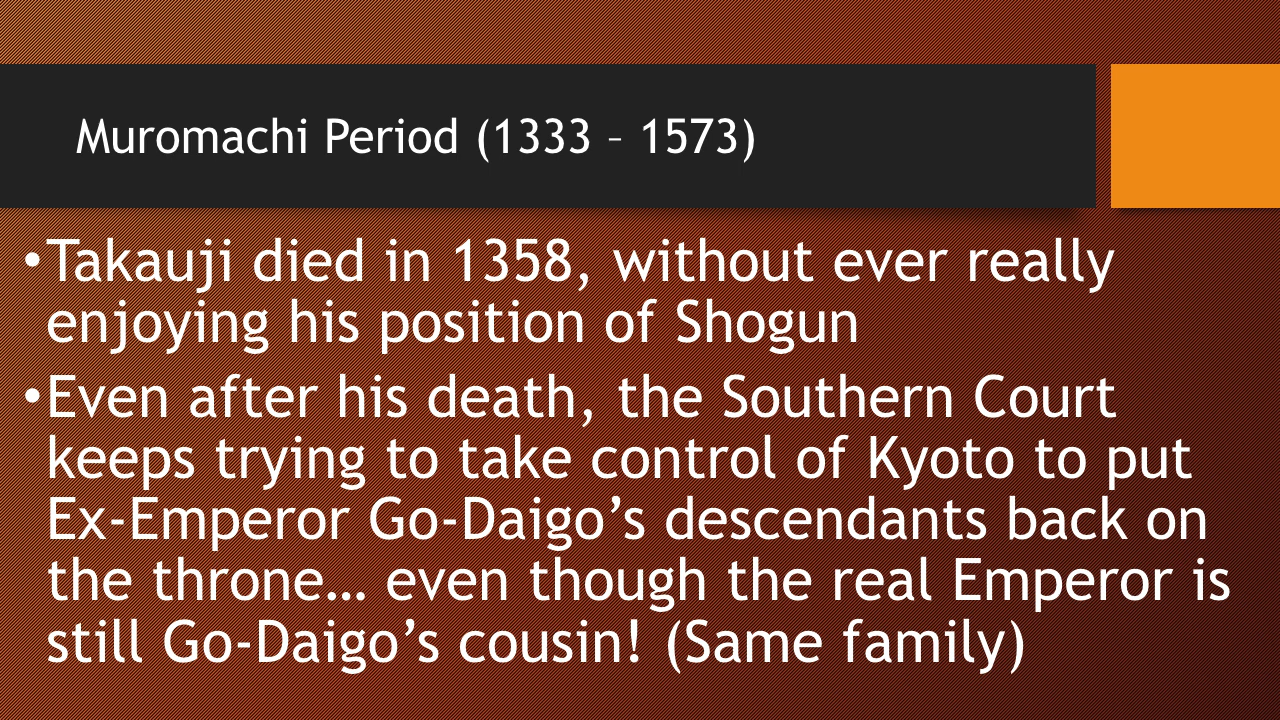 Muromachi Period (1333 – 1573)
•Takauji died in 1358, without ever really
enjoying his position of Shogun
•Even after his death, the Southern Court
keeps trying to take control of Kyoto to put
Ex-Emperor Go-Daigo’s descendants back on
the throne… even though the real Emperor is
still Go-Daigo’s cousin! (Same family)